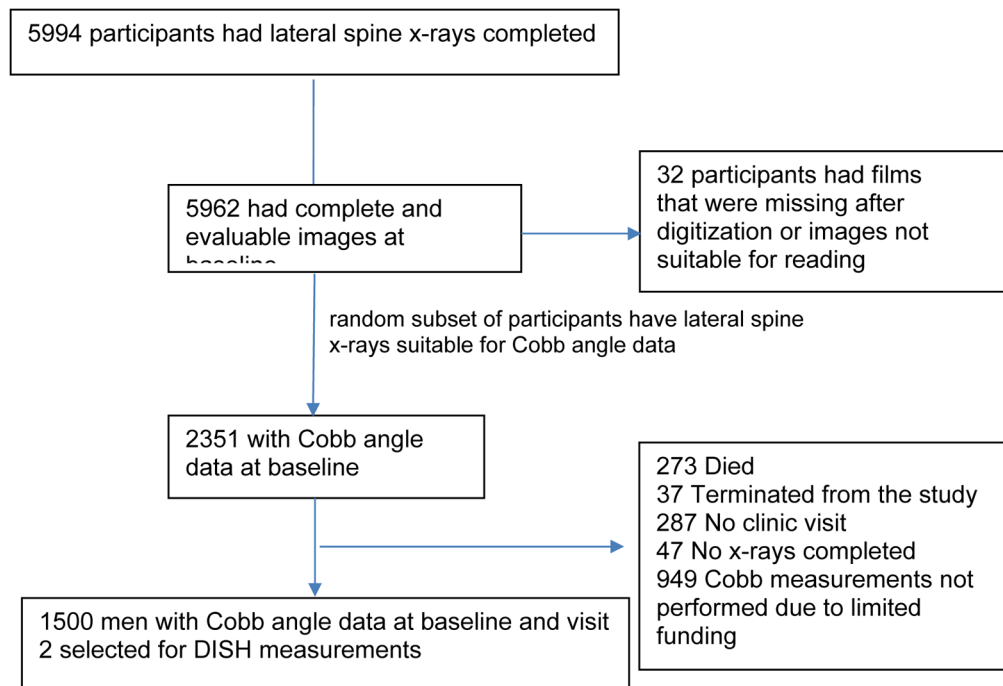 5994 participants had lateral spine x-rays completed
5962 had complete and
evaluable images at
baseline
32 participants had films
that were missing after
digitization or images not
suitable for reading
random subset of participants have lateral spine
x-rays suitable for Cobb angle data
2351 with Cobb angle
data at baseline
273 Died
37 Terminated from the study
287 No clinic visit
47 No x-rays completed
949 Cobb measurements not
performed due to limited
funding
1500 men with Cobb angle data at baseline and visit
2 selected for DISH measurements